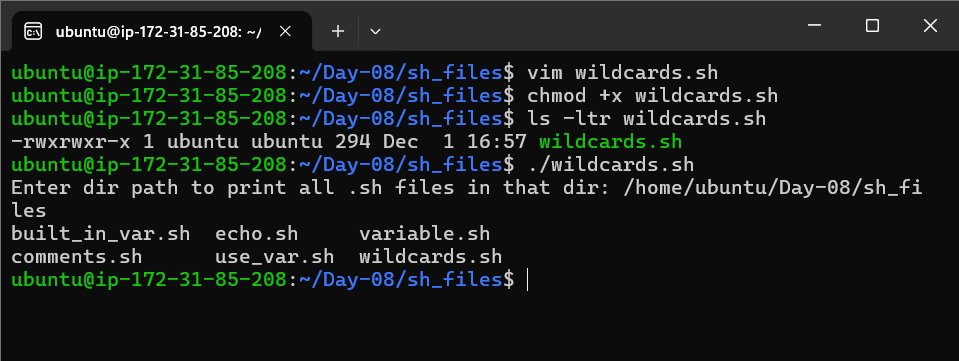 ubuntu@ip-172-31-85-208: ~/
ubuntu@ip-172-31-85-208:~/Day-08/sh_files$ vim wildcards.sh
ubuntu@ip-172-31-85-208:~/Day-08/sh_files$ chmod +x wildcards.sh
ubuntu@ip-172-31-85-208:~/Day-08/sh_files$ ls -ltr wildcards.sh
-rwxrwxr-x 1 ubuntu ubuntu 294 Dec  1 16:57 wildcards.sh
ubuntu@ip-172-31-85-208:~/Day-08/sh_files$ ./wildcards.sh
Enter dir path to print all .sh files in that dir: /home/ubuntu/Day-08/sh_fi
les
built_in_var.sh  echo.sh     variable.sh
comments.sh      use_var.sh  wildcards.sh
ubuntu@ip-172-31-85-208:~/Day-08/sh_files$